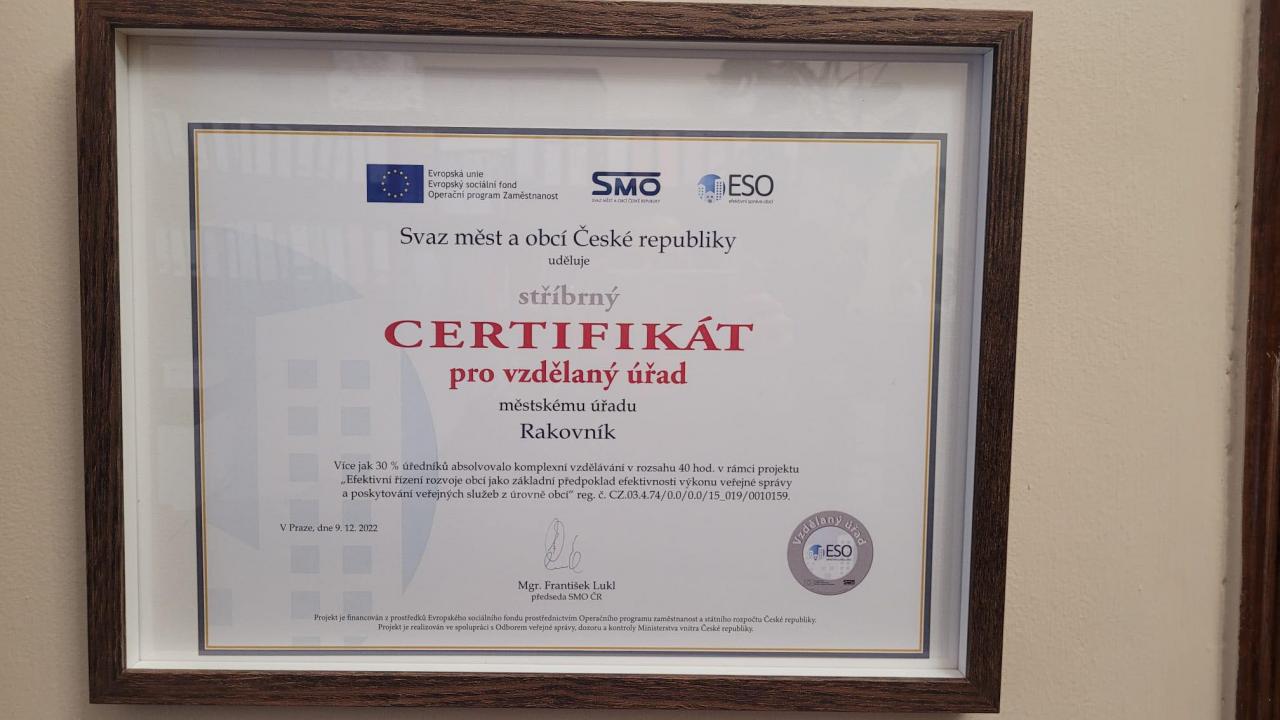 Evropská unie
Evropský sociální fond
Operační program Zaměstnanost
SMO
SVAZ MĚST A OBCÍ ČESKÉ REPUBLIKY
ESO
efektivní správa obcí
Svaz měst a obcí České republiky
uděluje
stříbrný
CERTIFIKÁT
pro vzdělaný úřad
městskému úřadu
Rakovník
Více jak 30 % úředníků absolvovalo komplexní vzdělávání v rozsahu 40 hod. v rámci projektu
„Efektivní řízení rozvoje obcí jako základní předpoklad efektivnosti výkonu veřejné správy
a poskytování veřejných služeb z úrovně obcí“ reg. č. CZ.03.4.74/0.0/0.0/15_019/0010159.
V Praze, dne 9. 12. 2022
Vzdělaný úřad
ESO
SMO
Mgr. František Lukl
předseda SMO ČR
Projekt je financován z prostředků Evropského sociálního fondu prostřednictvím Operačního programu zaměstnanost a státního rozpočtu České republiky.
Projekt je realizován ve spolupráci s Odborem veřejné správy, dozoru a kontroly Ministerstva vnitra České republiky.